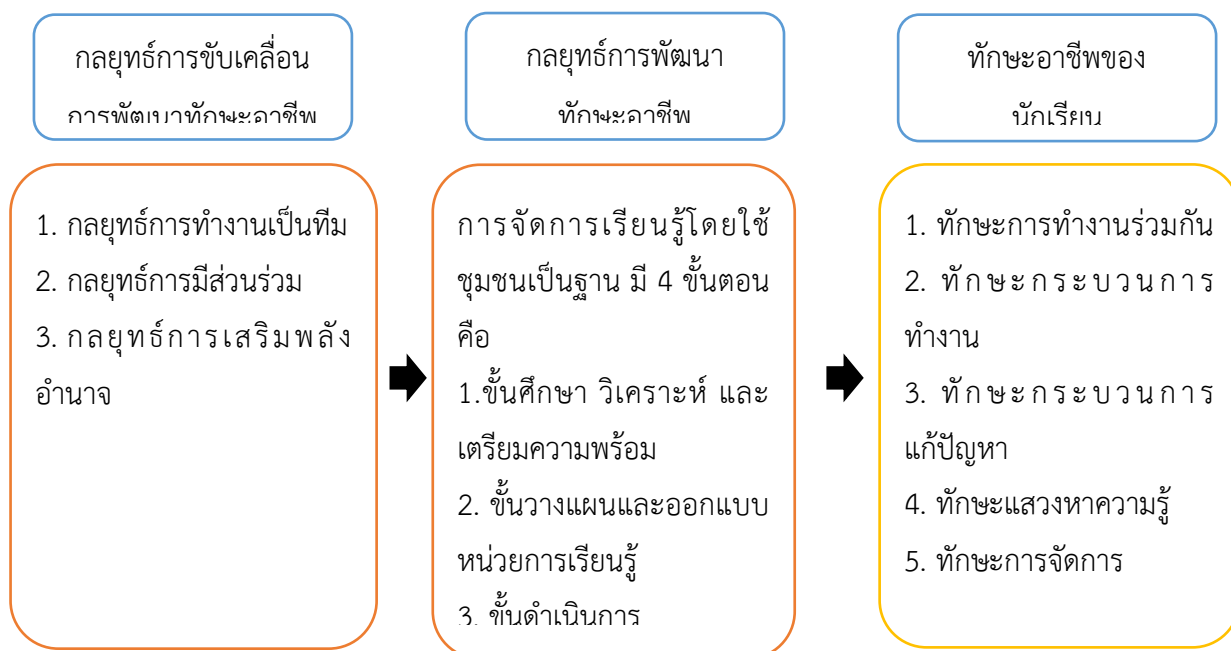 กลยุทธ์การขับเคลื่อน
การพัฒนาทักษะอาชีพ
กลยุทธ์การพัฒนา
ทักษะอาชีพ
ทักษะอาชีพของ
นักเรียน
1. กลยุทธ์การทำงานเป็นทีม
2. กลยุทธ์การมีส่วนร่วม
3. กลยุทธ์การเสริมพลัง
อำนาจ
การจัดการเรียนรู้โดยใช้
ชุมชนเป็นฐาน มี 4 ขั้นตอน
คือ
1.ขั้นศึกษา วิเคราะห์ และ
เตรียมความพร้อม
2. ขั้นวางแผนและออกแบบ
หน่วยการเรียนรู้
3. ขั้นดำเนินการ
1. ทักษะการทำงานร่วมกัน
2. ทักษะกระบวนการ
ทำงาน
3. ทักษะกระบวนการ
แก้ปัญหา
4. ทักษะแสวงหาความรู้
5. ทักษะการจัดการ